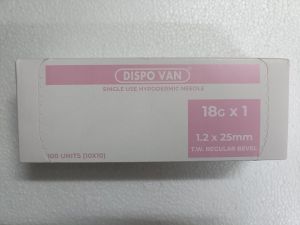 DISPO VAN
SINGLE USE HYPODERMIC NEEDLE
18G x 1
1.2 x 25mm
T.W. REGULAR BEVEL
100 UNITS (10X10)